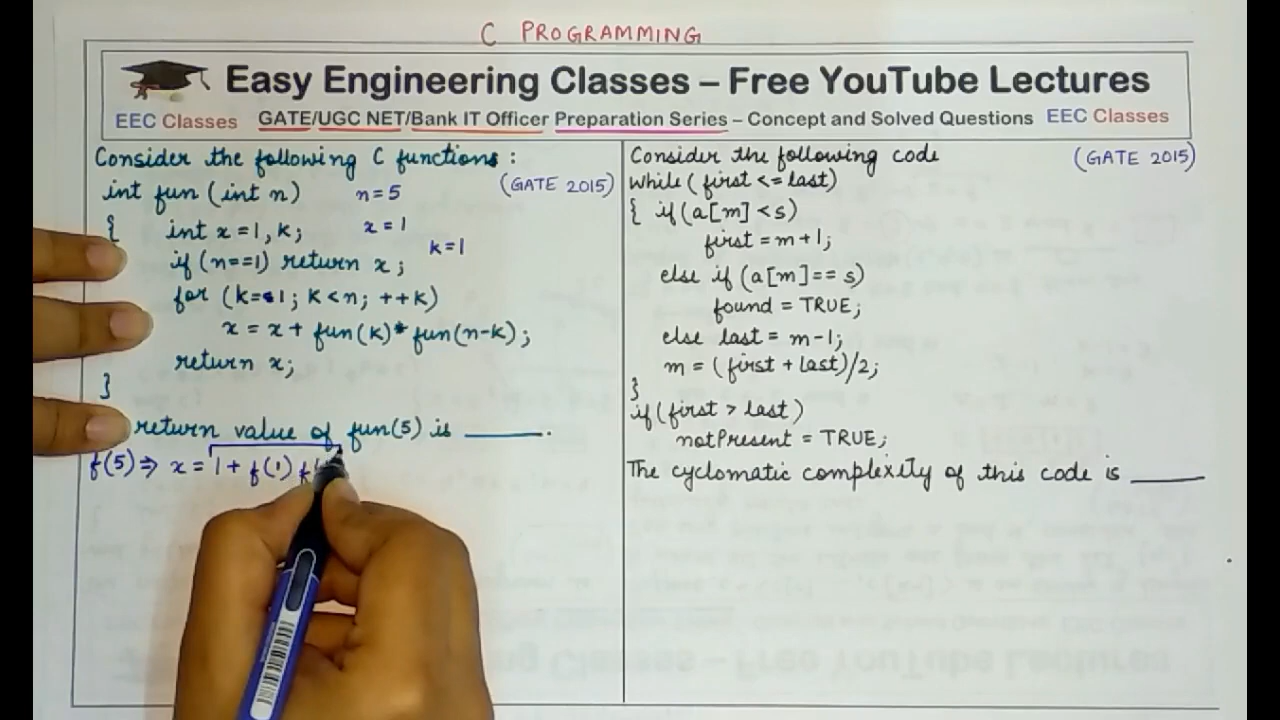 C PROGRAMMING
Easy Engineering Classes – Free YouTube Lectures
EEC Classes GATE/UGC NET/Bank IT Officer Preparation Series – Concept and Solved Questions EEC Classes
Consider the following C functions :
(GATE 2015)
int fun (int n) n=5
{ int x=1, k; x=1
k=1
if (n==1) return x;
for (k=1; k<n; ++k)
x = x + fun(k)* fun(n-k);
return x;
}
return value of fun(5) is ______.
f(5) ⇒ x = 1 + f(1)
Consider the following code (GATE 2015)
while( first <= last)
{ if (a[m] < s)
first = m+1;
else if (a[m]== s)
found = TRUE;
else last = m-1;
m = ( first + last)/2;
}
if( first > last )
notPresent = TRUE;
The cyclomatic complexity of this code is ______